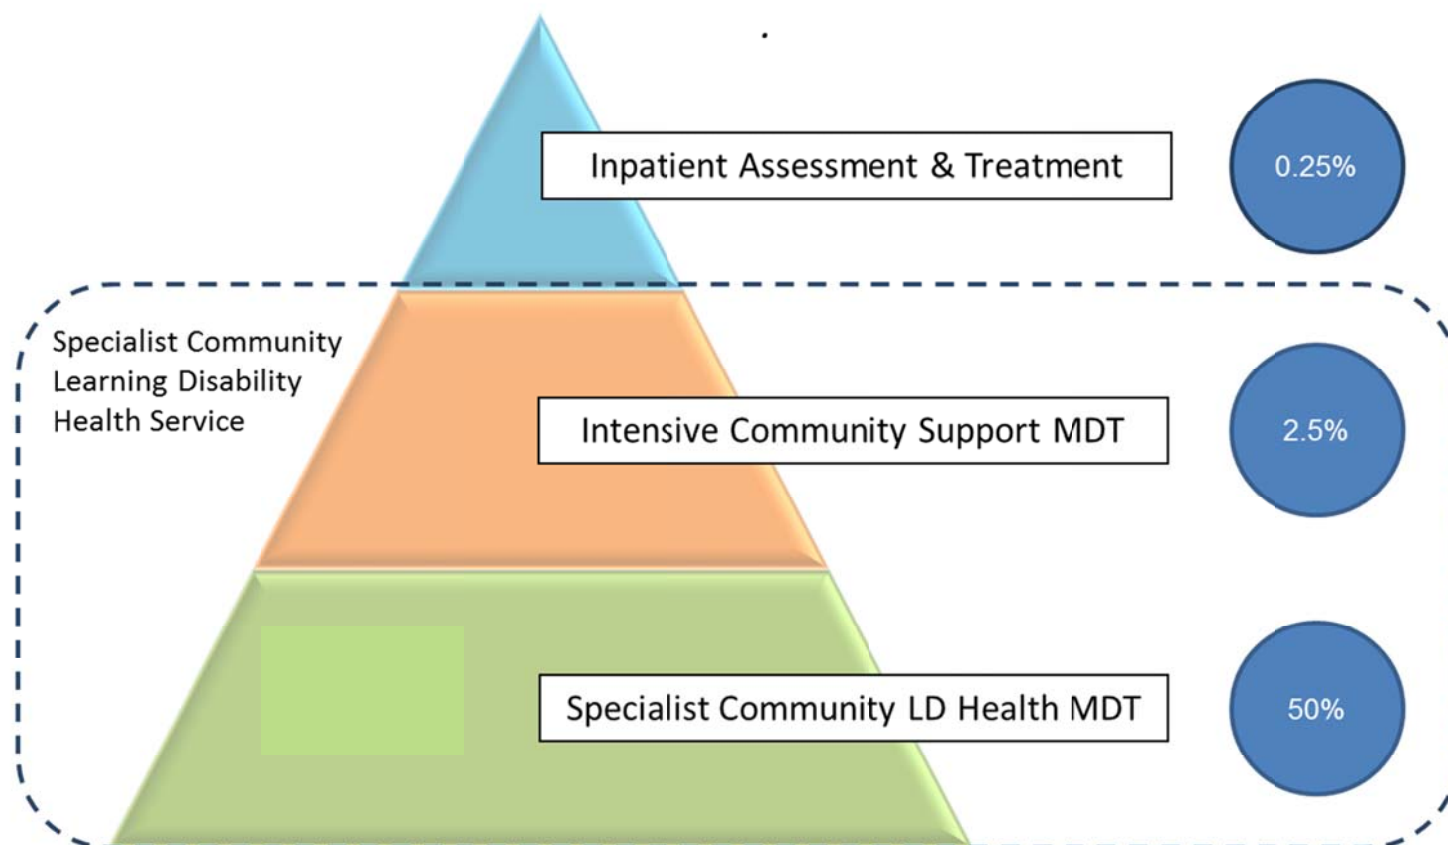 .
Inpatient Assessment & Treatment
0.25%
Specialist Community
Learning Disability
Health Service
Intensive Community Support MDT
2.5%
Specialist Community LD Health MDT
50%